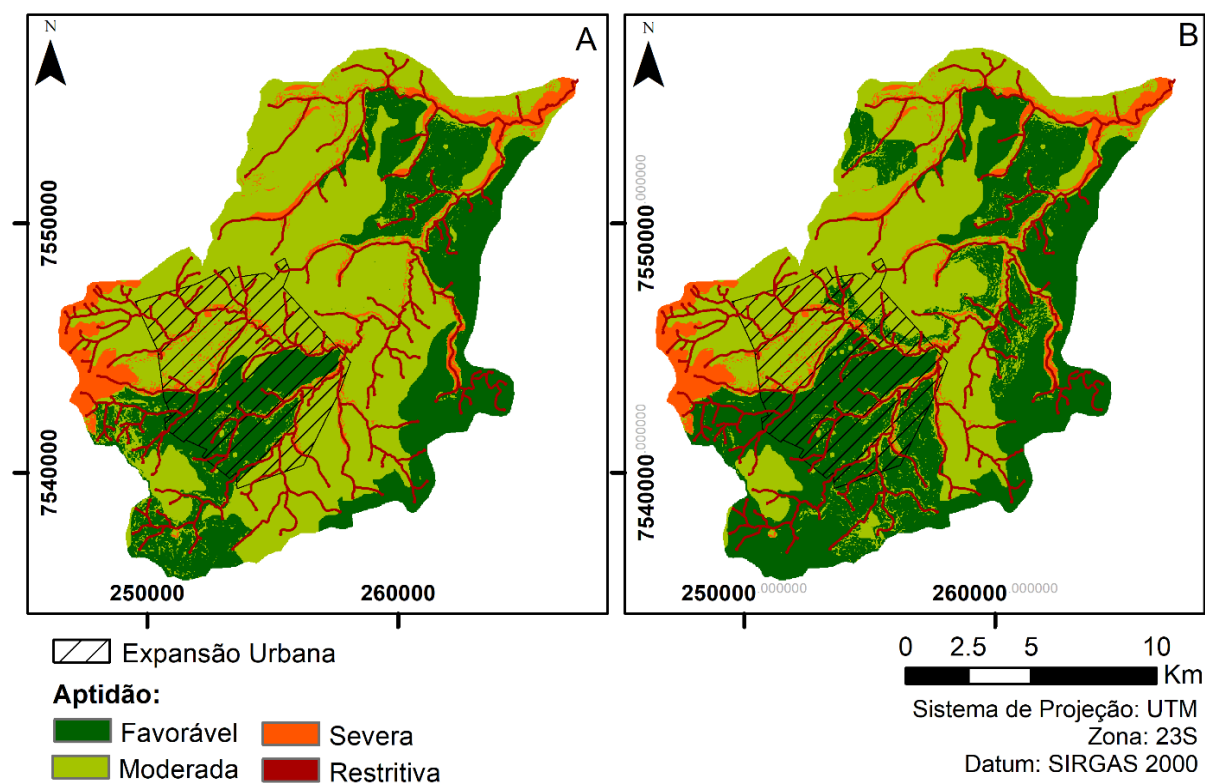 N
A
N
B
7550000
7540000
250000
260000
7550000.000000
7540000.000000
250000.000000
260000.000000
Expansão Urbana
Aptidão:
Favorável
Severa
Moderada
Restritiva
0 2.5 5 10
Km
Sistema de Projeção: UTM
Zona: 23S
Datum: SIRGAS 2000